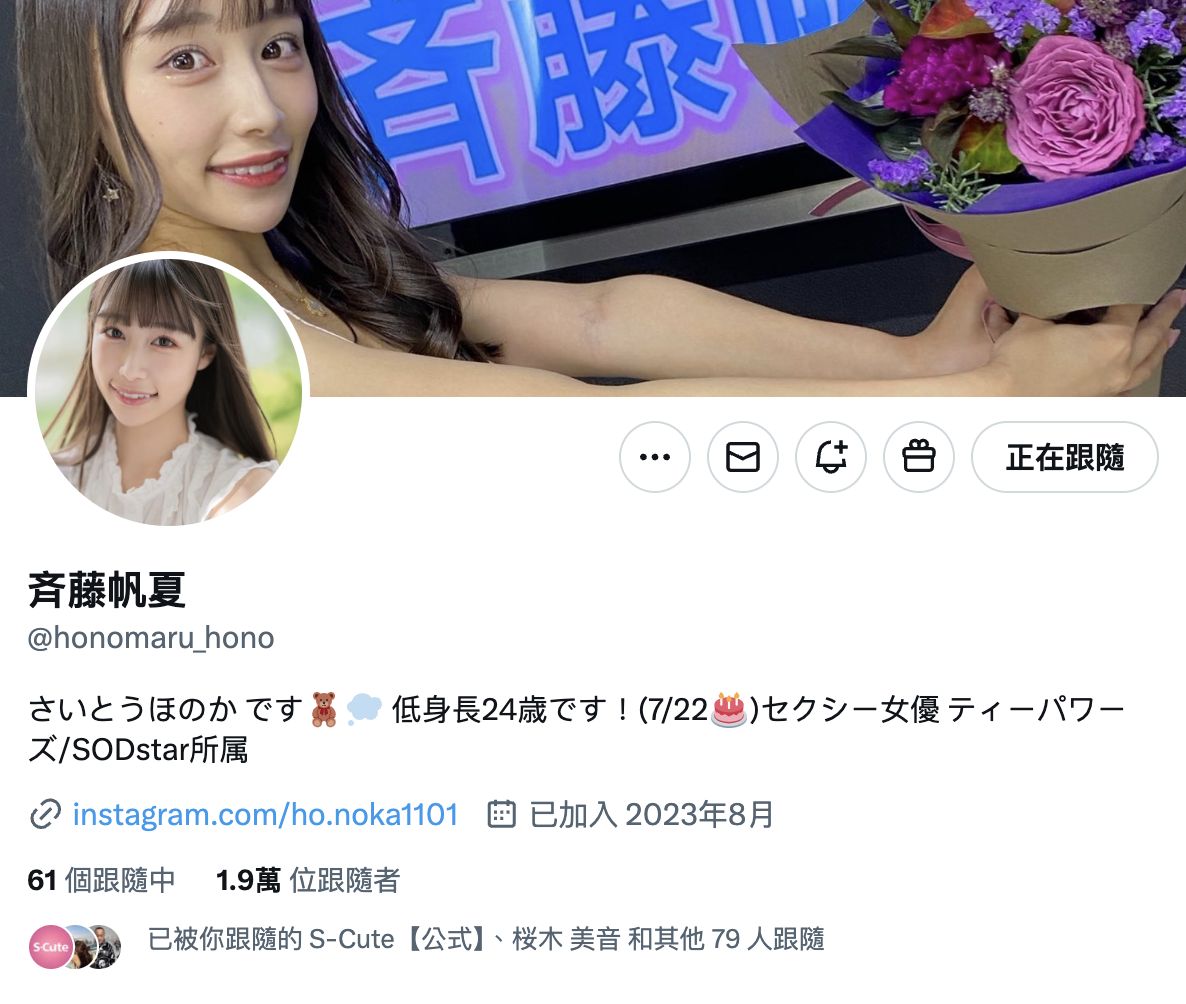 斉藤帆
正在跟隨
斉藤帆夏
@honomaru_hono
さいとうほのか です🧸💭 低身長24歳です！(7/22🎂)セクシー女優 ティーパワー
ズ/SODstar所属
instagram.com/ho.noka1101 已加入 2023年8月
61 個跟隨中 1.9萬 位跟隨者
S-Cute
已被你跟隨的 S-Cute【公式】、桜木 美音 和其他 79 人跟隨